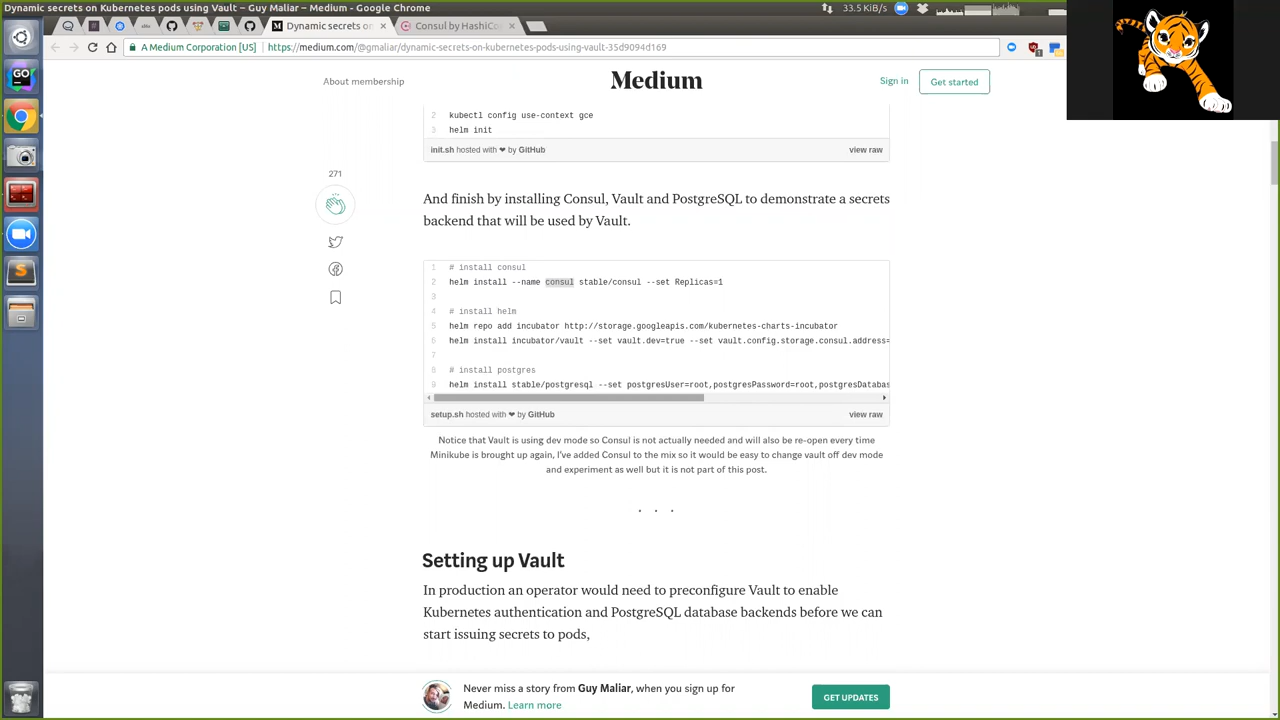 Dynamic secrets on Kubernetes pods using Vault – Guy Maliar – Medium - Google Chrome
33.5 KiB/s
Dynamic secrets on
Consul by HashiCo
A Medium Corporation [US]
https://medium.com/@gmaliar/dynamic-secrets-on-kubernetes-pods-using-vault-35d9094d169
About membership
Medium
Sign in
Get started
2 kubectl config use-context gce
3 helm init
init.sh hosted with ❤ by GitHub
view raw
271
And finish by installing Consul, Vault and PostgreSQL to demonstrate a secrets
backend that will be used by Vault.
1 # install consul
2 helm install --name consul stable/consul --set Replicas=1
3
4 # install helm
5 helm repo add incubator http://storage.googleapis.com/kubernetes-charts-incubator
6 helm install incubator/vault --set vault.dev=true --set vault.config.storage.consul.address=
7
8 # install postgres
9 helm install stable/postgresql --set postgresUser=root,postgresPassword=root,postgresDatabas
setup.sh hosted with ❤ by GitHub
view raw
Notice that Vault is using dev mode so Consul is not actually needed and will also be re-open every time
Minikube is brought up again, I've added Consul to the mix so it would be easy to change vault off dev mode
and experiment as well but it is not part of this post.
. . .
Setting up Vault
In production an operator would need to preconfigure Vault to enable
Kubernetes authentication and PostgreSQL database backends before we can
start issuing secrets to pods,
Never miss a story from Guy Maliar, when you sign up for
Medium. Learn more
GET UPDATES
GO